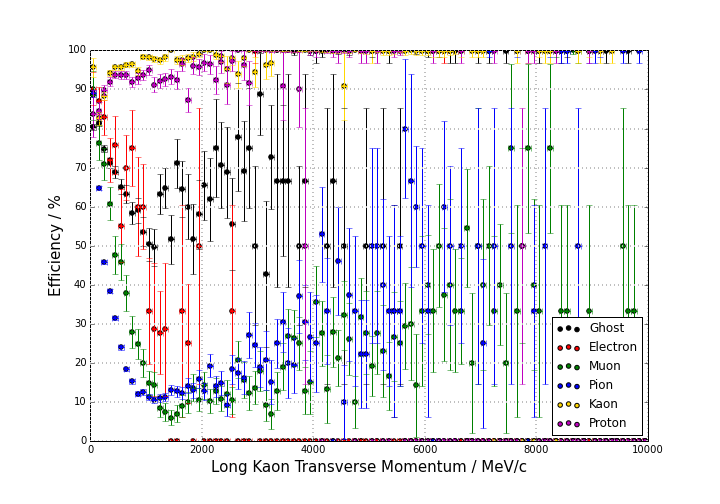 100
90
80
70
60
50
40
30
20
10
0
Efficiency / %
Ghost
Electron
Muon
Pion
Kaon
Proton
0 2000 4000 6000 8000 10000
Long Kaon Transverse Momentum / MeV/c